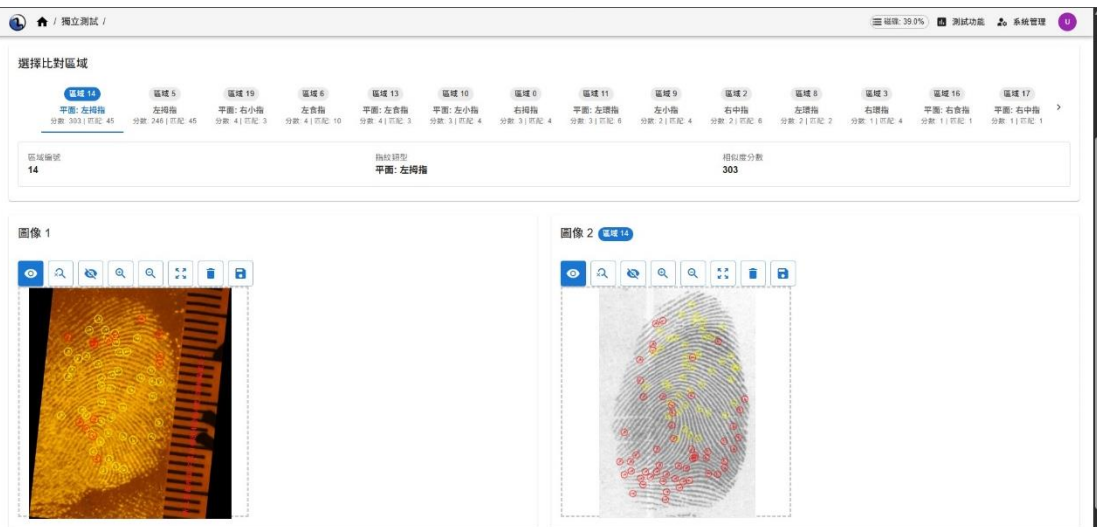 / 獨立測試 /
磁碟: 39.0%
測試功能
系統管理
U
選擇比對區域
區域 14
平面: 左拇指
分數: 303 | 匹配: 45
區域 5
左拇指
分數: 246 | 匹配: 45
區域 19
平面: 右小指
分數: 4 | 匹配: 3
區域 6
左食指
分數: 4 | 匹配: 10
區域 13
平面: 左食指
分數: 4 | 匹配: 3
區域 10
平面: 左小指
分數: 3 | 匹配: 4
區域 0
右拇指
分數: 3 | 匹配: 4
區域 11
平面: 左環指
分數: 3 | 匹配: 6
區域 9
左小指
分數: 2 | 匹配: 4
區域 2
右中指
分數: 2 | 匹配: 6
區域 8
左環指
分數: 2 | 匹配: 2
區域 3
右環指
分數: 1 | 匹配: 4
區域 16
平面: 右食指
分數: 1 | 匹配: 1
區域 17
平面: 右中指
分數: 1 | 匹配: 1
區域編號
14
指紋類型
平面: 左拇指
相似度分數
303
圖像 1
圖像 2
區域 14